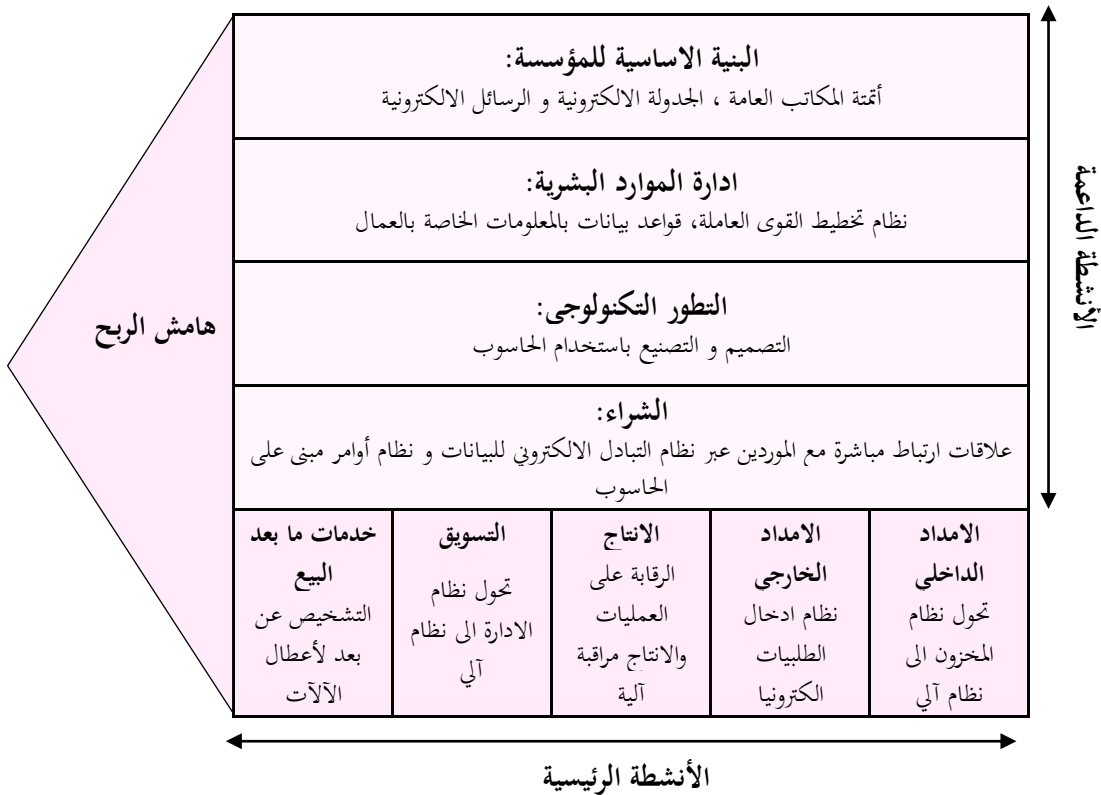 البنية الاساسية للمؤسسة:
أتمتة المكاتب العامة ، الجدولة الالكترونية و الرسائل الالكترونية
ادارة الموارد البشرية:
نظام تخطيط القوى العاملة، قواعد بيانات بالمعلومات الخاصة بالعمال
التطور التكنولوجى:
التصميم و التصنيع باستخدام الحاسوب
الشراء:
علاقات ارتباط مباشرة مع الموردين عبر نظام التبادل الالكتروني للبيانات و نظام أوامر مبنى على
الحاسوب
الأنشطة الداعمة
هامش الربح
الامداد
الداخلى
تحول نظام
المخزون الى
نظام آلي
الامداد
الخارجى
نظام ادخال
الطلبيات
الكترونيا
الانتاج
الرقابة على
العمليات
والانتاج مراقبة
آلية
التسويق
تحول نظام
الادارة الى نظام
آلي
خدمات ما بعد
البيع
التشخيص عن
بعد لأعطال
الآلآت
الأنشطة الرئيسية